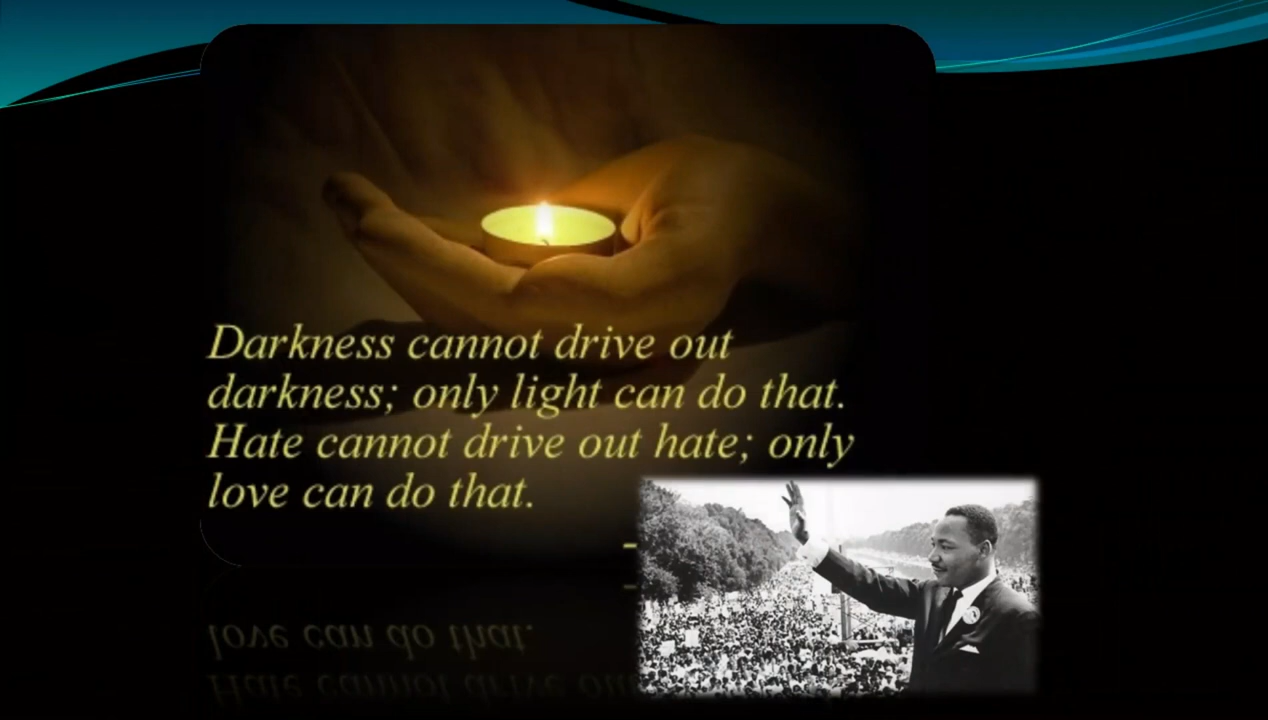 Darkness cannot drive out
darkness; only light can do that.
Hate cannot drive out hate; only
love can do that.
-